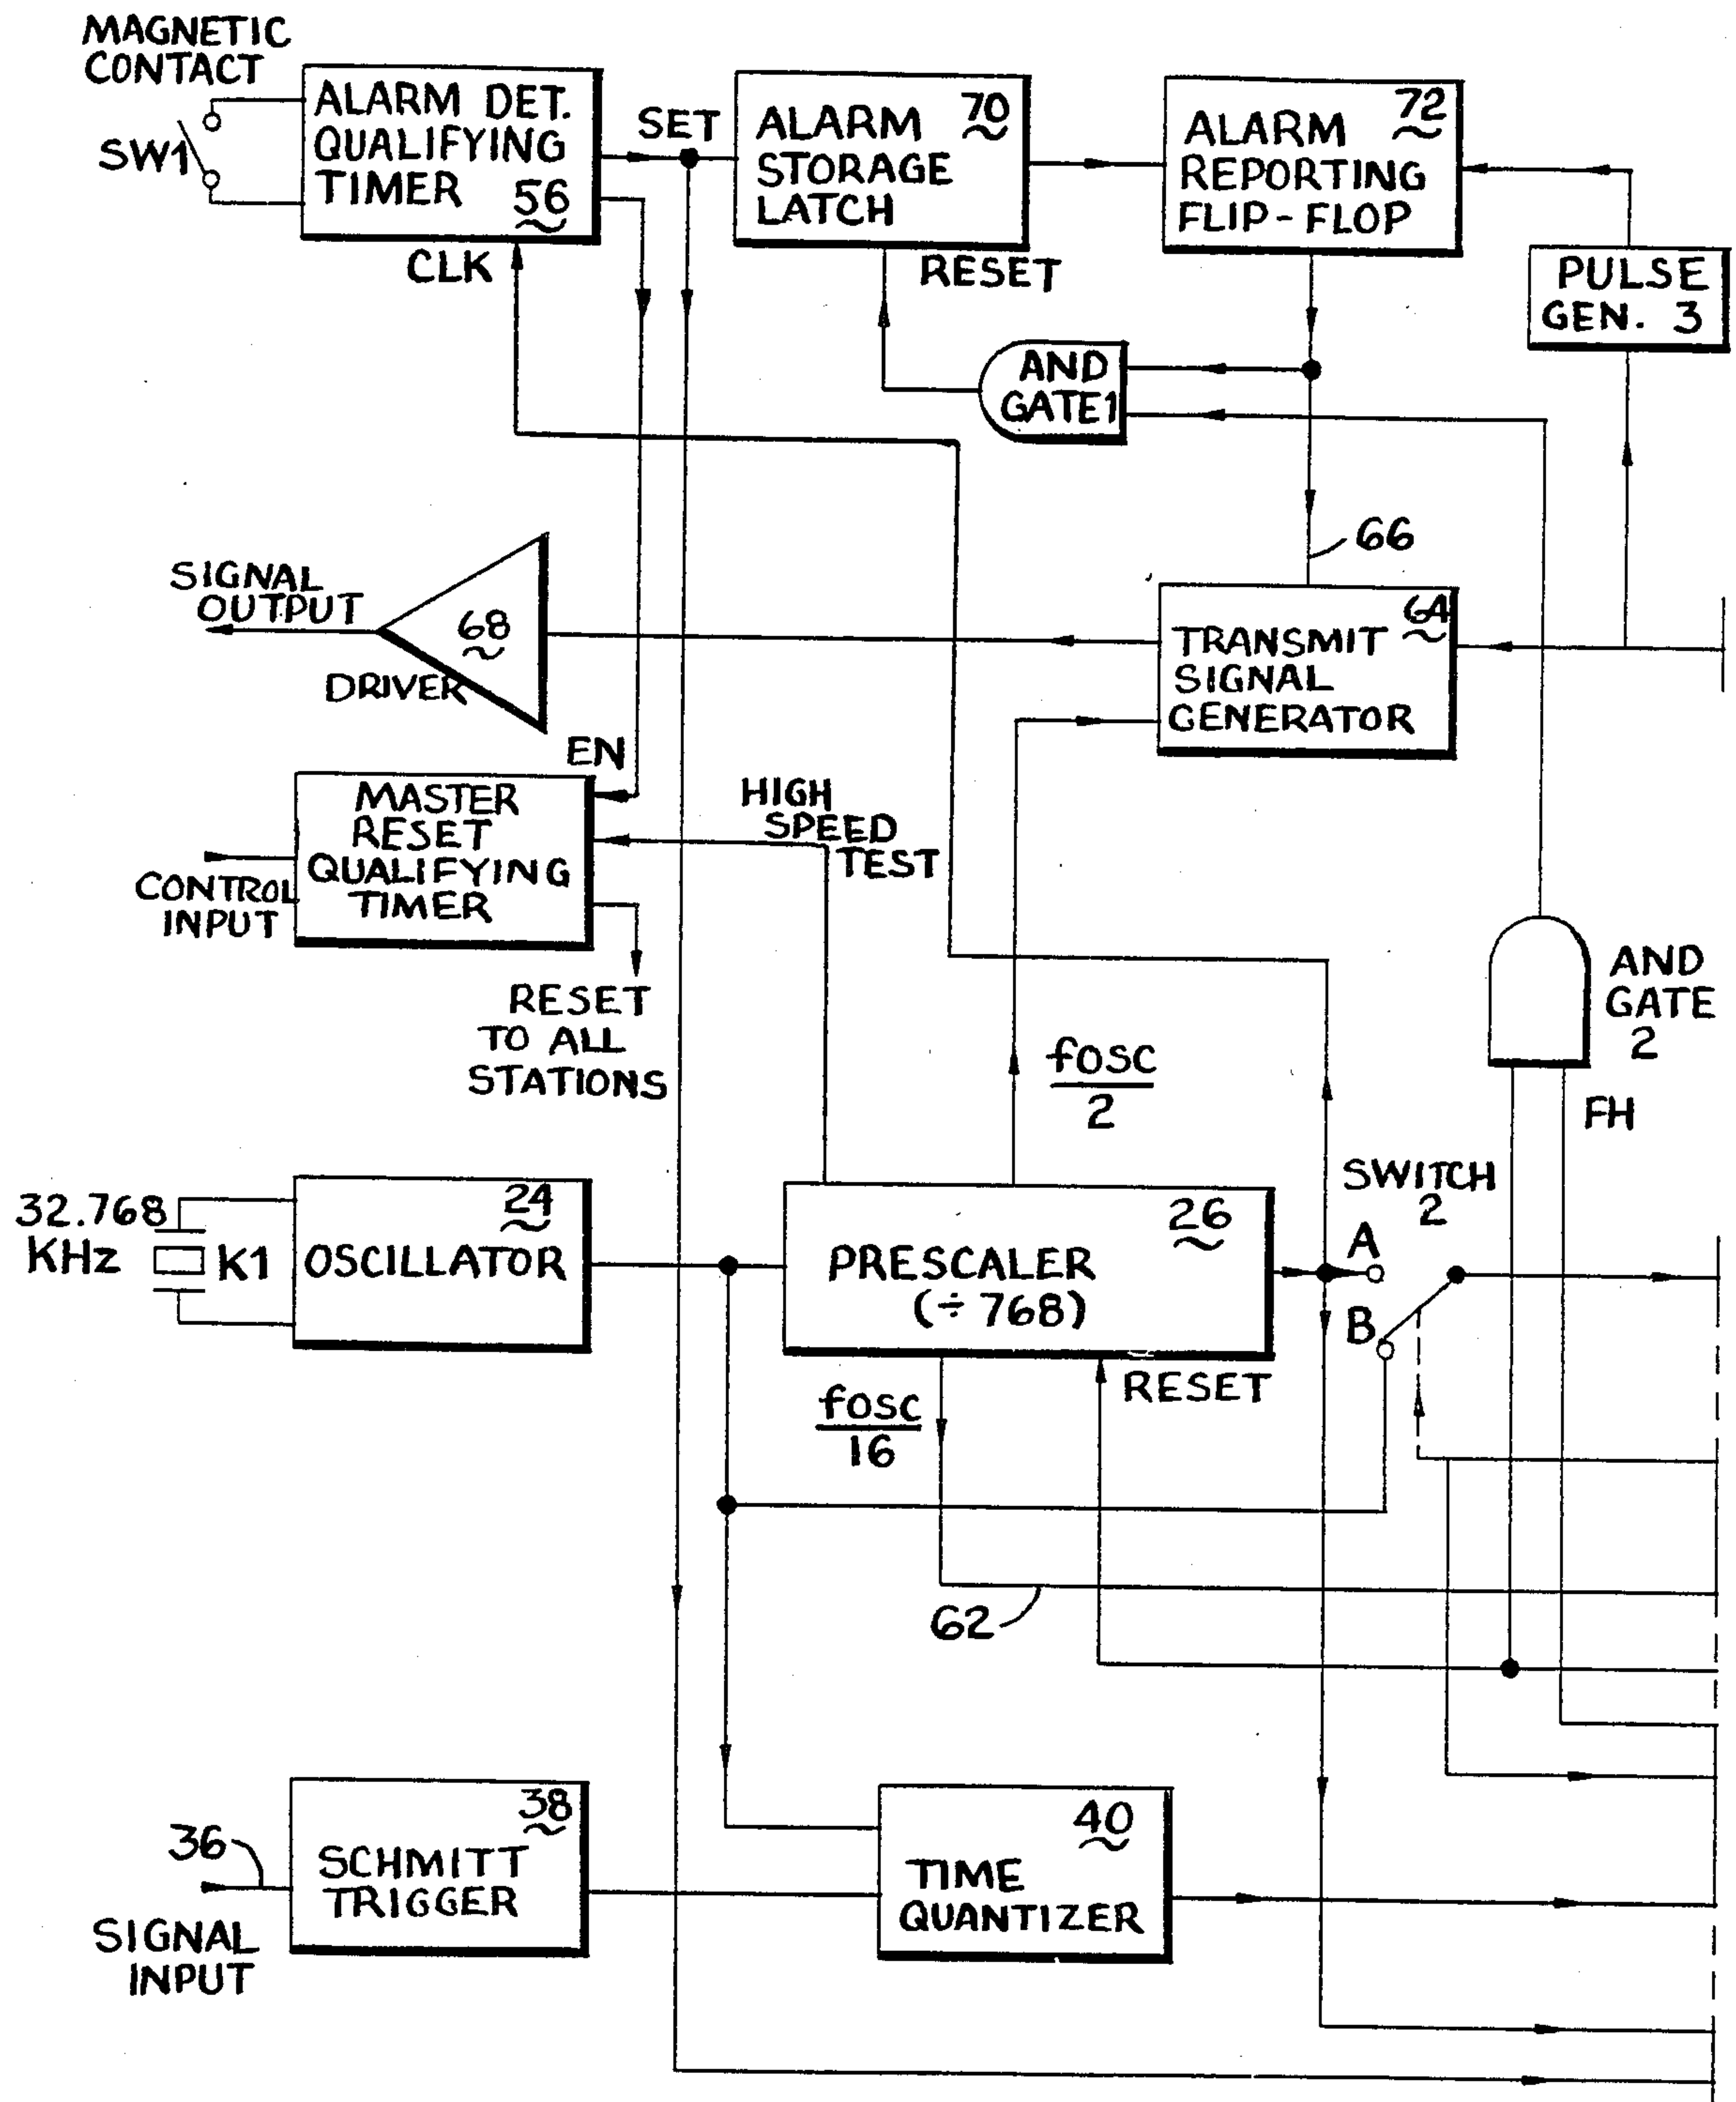 MAGNETIC
CONTACT
SW1
ALARM DET.
QUALIFYING
TIMER 56
CLK
SET
ALARM 70
STORAGE
LATCH
RESET
72
ALARM
REPORTING
FLIP-FLOP
PULSE
GEN. 3
AND
GATE1
66
SIGNAL
OUTPUT
68
DRIVER
64
TRANSMIT
SIGNAL
GENERATOR
EN
MASTER
RESET
QUALIFYING
TIMER
CONTROL
INPUT
HIGH
SPEED
TEST
RESET
TO ALL
STATIONS
AND
GATE
2
FH
fosc
2
SWITCH
2
32.768
KHz
K1
24
OSCILLATOR
26
PRESCALER
(÷ 768)
A
B
RESET
fosc
16
62
36
SIGNAL
INPUT
38
SCHMITT
TRIGGER
40
TIME
QUANTIZER